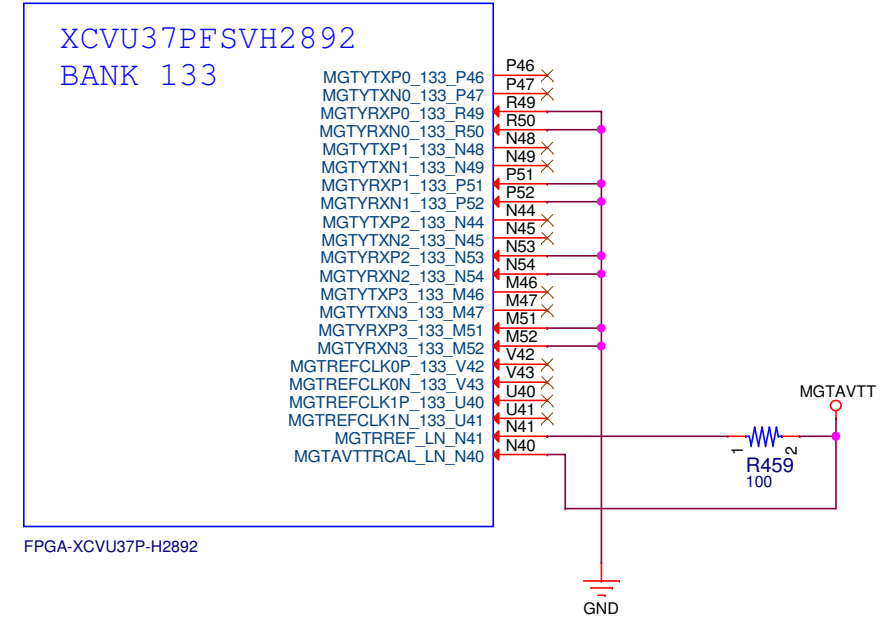 XCVU37PFSVH2892
BANK 133
MGTYTXP0_133_P46 P46
MGTYTXN0_133_P47 P47
MGTYRXP0_133_R49 R49
MGTYRXN0_133_R50 R50
MGTYTXP1_133_N48 N48
MGTYTXN1_133_N49 N49
MGTYRXP1_133_P51 P51
MGTYRXN1_133_P52 P52
MGTYTXP2_133_N44 N44
MGTYTXN2_133_N45 N45
MGTYRXP2_133_N53 N53
MGTYRXN2_133_N54 N54
MGTYTXP3_133_M46 M46
MGTYTXN3_133_M47 M47
MGTYRXP3_133_M51 M51
MGTYRXN3_133_M52 M52
MGTREFCLK0P_133_V42 V42
MGTREFCLK0N_133_V43 V43
MGTREFCLK1P_133_U40 U40
MGTREFCLK1N_133_U41 U41
MGTRREF_LN_N41 N41
MGTAVTTRCAL_LN_N40 N40
MGTAVTT
1 2
R459
100
FPGA-XCVU37P-H2892
GND